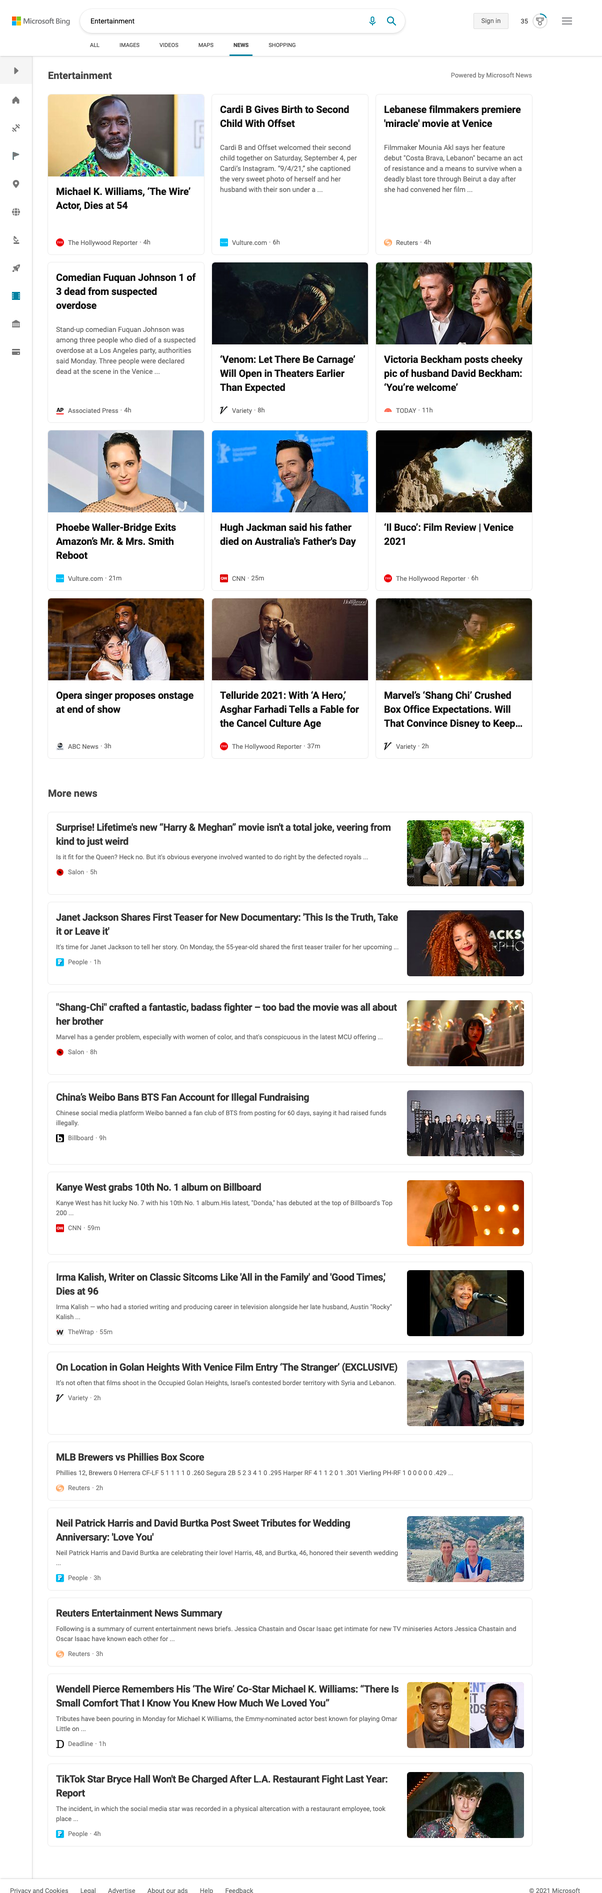 Microsoft Bing
Entertainment
Sign in
35
ALL IMAGES VIDEOS MAPS NEWS SHOPPING
Entertainment
Powered by Microsoft News
Michael K. Williams, ‘The Wire’
Actor, Dies at 54
The Hollywood Reporter · 4h
Cardi B Gives Birth to Second
Child With Offset
Cardi B and Offset welcomed their second
child together on Saturday, September 4, per
Cardi's Instagram. "9/4/21," she captioned
the very sweet photo of herself and her
husband with their son under a ...
Vulture.com · 6h
Lebanese filmmakers premiere
'miracle' movie at Venice
Filmmaker Mounia Akl says her feature
debut "Costa Brava, Lebanon" became an act
of resistance and a means to survive when a
deadly blast tore through Beirut a day after
she had convened her film ...
Reuters · 4h
Comedian Fuquan Johnson 1 of
3 dead from suspected
overdose
Stand-up comedian Fuquan Johnson was
among three people who died of a suspected
overdose at a Los Angeles party, authorities
said Monday. Three people were declared
dead at the scene in the Venice ...
AP Associated Press · 4h
‘Venom: Let There Be Carnage’
Will Open in Theaters Earlier
Than Expected
Variety · 8h
Victoria Beckham posts cheeky
pic of husband David Beckham:
‘You’re welcome’
TODAY · 11h
Phoebe Waller-Bridge Exits
Amazon’s Mr. & Mrs. Smith
Reboot
Vulture.com · 21m
Hugh Jackman said his father
died on Australia's Father's Day
CNN · 25m
‘Il Buco’: Film Review | Venice
2021
The Hollywood Reporter · 6h
Opera singer proposes onstage
at end of show
ABC News · 3h
Telluride 2021: With ‘A Hero,’
Asghar Farhadi Tells a Fable for
the Cancel Culture Age
The Hollywood Reporter · 37m
Marvel’s ‘Shang Chi’ Crushed
Box Office Expectations. Will
That Convince Disney to Keep...
Variety · 2h
More news
Surprise! Lifetime's new “Harry & Meghan” movie isn't a total joke, veering from
kind to just weird
Is it fit for the Queen? Heck no. But it's obvious everyone involved wanted to do right by the defected royals ...
Salon · 5h
Janet Jackson Shares First Teaser for New Documentary: 'This Is the Truth, Take
it or Leave it'
It's time for Janet Jackson to tell her story. On Monday, the 55-year-old shared the first teaser trailer for her upcoming ...
People · 1h
"Shang-Chi" crafted a fantastic, badass fighter – too bad the movie was all about
her brother
Marvel has a gender problem, especially with women of color, and that's conspicuous in the latest MCU offering ...
Salon · 8h
China’s Weibo Bans BTS Fan Account for Illegal Fundraising
Chinese social media platform Weibo banned a fan club of BTS from posting for 60 days, saying it had raised funds
illegally.
Billboard · 9h
Kanye West grabs 10th No. 1 album on Billboard
Kanye West has hit lucky No. 7 with his 10th No. 1 album.His latest, "Donda," has debuted at the top of Billboard's Top
200 ...
CNN · 59m
Irma Kalish, Writer on Classic Sitcoms Like ‘All in the Family’ and ‘Good Times,’
Dies at 96
Irma Kalish — who had a storied writing and producing career in television alongside her late husband, Austin “Rocky”
Kalish ...
TheWrap · 55m
On Location in Golan Heights With Venice Film Entry ‘The Stranger’ (EXCLUSIVE)
It's not often that films shoot in the Occupied Golan Heights, Israel's contested border territory with Syria and Lebanon.
Variety · 2h
MLB Brewers vs Phillies Box Score
Phillies 12, Brewers 0 Herrera CF-LF 5 1 1 1 1 0 .260 Segura 2B 5 2 3 4 1 0 .295 Harper RF 4 1 1 2 0 1 .301 Vierling PH-RF 1 0 0 0 0 0 .429 ...
Reuters · 2h
Neil Patrick Harris and David Burtka Post Sweet Tributes for Wedding
Anniversary: 'Love You'
Neil Patrick Harris and David Burtka are celebrating their love! Harris, 48, and Burtka, 46, honored their seventh wedding
...
People · 3h
Reuters Entertainment News Summary
Following is a summary of current entertainment news briefs. Jessica Chastain and Oscar Isaac get intimate for new TV miniseries Actors Jessica Chastain and
Oscar Isaac have known each other for ...
Reuters · 3h
Wendell Pierce Remembers His ‘The Wire’ Co-Star Michael K. Williams: “There Is
Small Comfort That I Know You Knew How Much We Loved You”
Tributes have been pouring in Monday for Michael K Williams, the Emmy-nominated actor best known for playing Omar
Little on ...
Deadline · 1h
TikTok Star Bryce Hall Won't Be Charged After L.A. Restaurant Fight Last Year:
Report
The incident, in which the social media star was recorded in a physical altercation with a restaurant employee, took
place ...
People · 4h
Privacy and Cookies Legal Advertise About our ads Help Feedback
© 2021 Microsoft